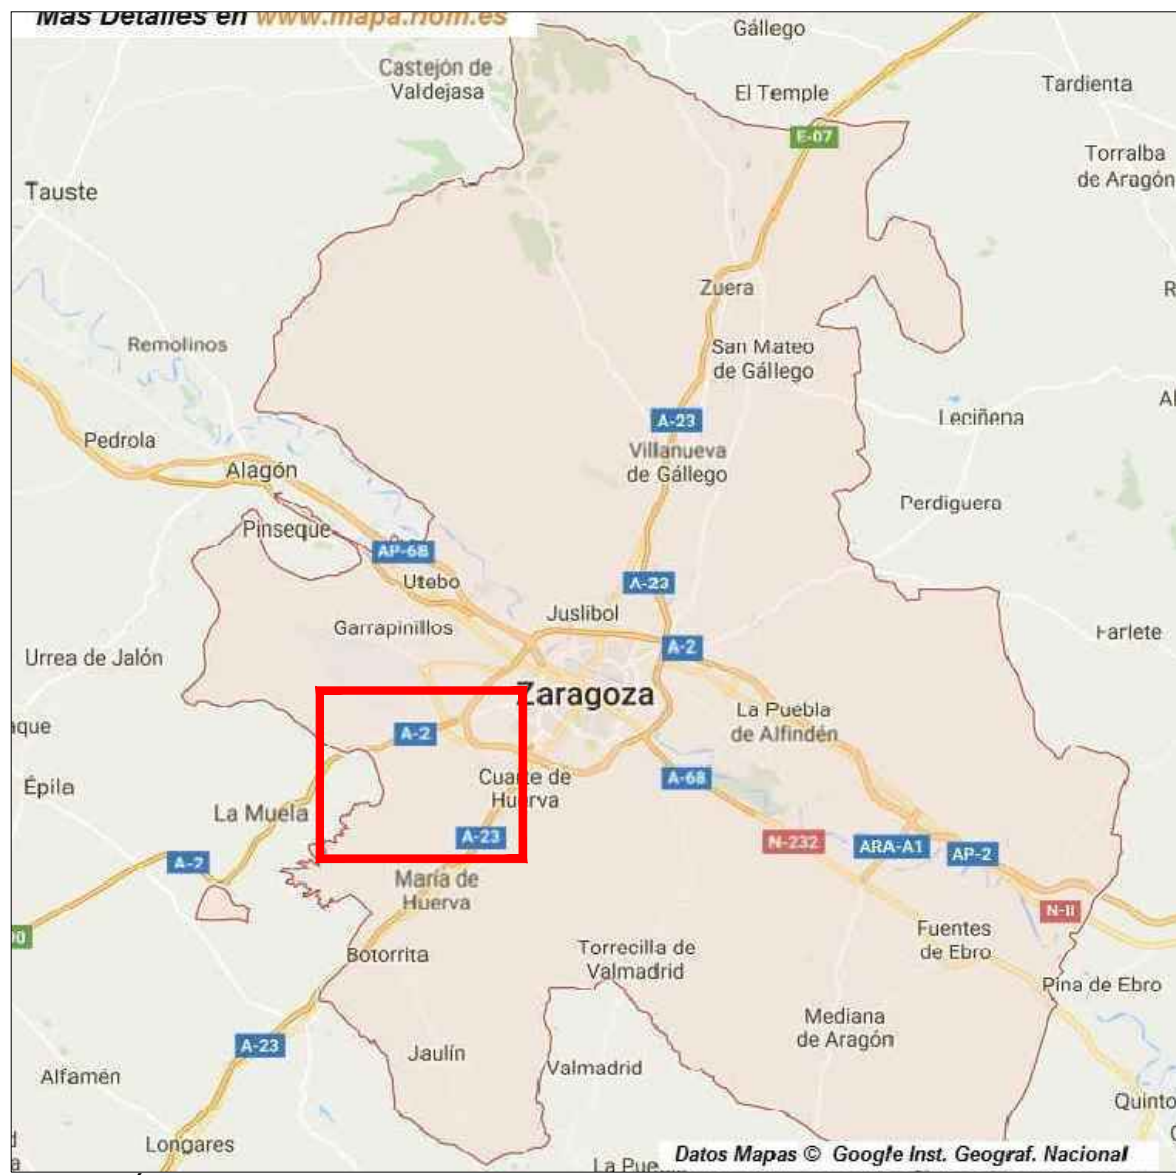 Mas Detalles en www.mapa.nom.es
Gállego
Castejón de
Valdejasa
El Temple
Tardienta
E-07
Torralba
de Aragón
Tauste
Zuera
Remolinos
San Mateo
de Gállego
A-23
Leciñena
Pedrola
Villanueva
de Gállego
Alagón
Perdiguera
Pinseque
AP-68
Utebo
A-23
Juslibol
Garrapinillos
A-2
Farlete
Urrea de Jalón
Zaragoza
La Puebla
de Alfindén
A-2
Cuarte de
Huerva
A-68
Épila
La Muela
A-23
N-232
ARA-A1
AP-2
A-2
María de
Huerva
N-II
Fuentes
de Ebro
Botorrita
Torrecilla de
Valmadrid
Pina de Ebro
Mediana
de Aragón
A-23
Jaulín
Valmadrid
Alfamén
Quinto
Longares
Datos Mapas © Google Inst. Geograf. Nacional
La Pue